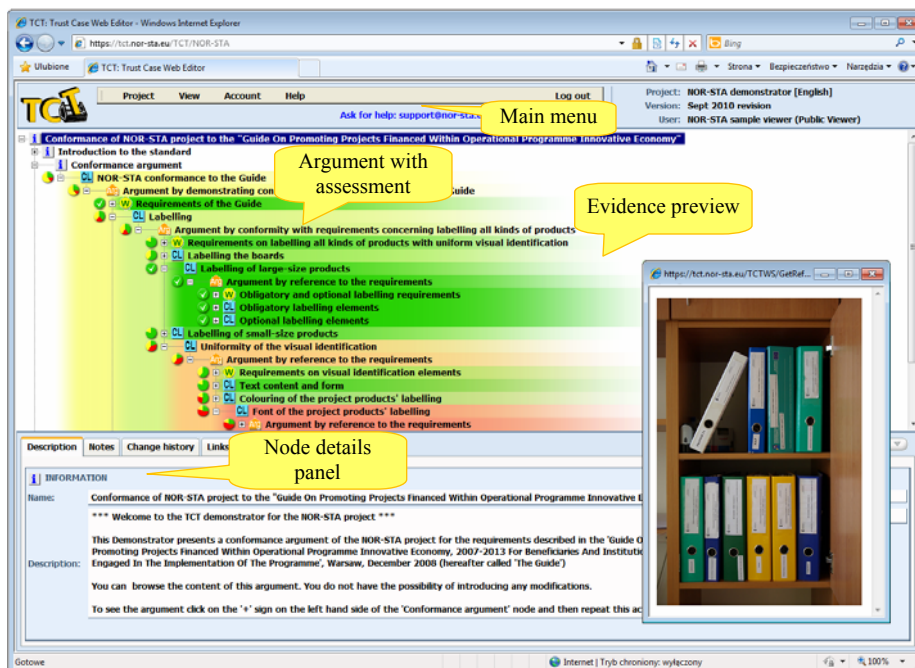 TCT: Trust Case Web Editor - Windows Internet Explorer
https://tct.nor-sta.eu/TCT/NOR-STA
Bing
Ulubione
TCT: Trust Case Web Editor
Strona
Bezpieczeństwo
Narzędzia
TCT
Project View Account Help Log out
Ask for help: support@nor-sta.e
Project: NOR-STA demonstrator [English]
Version: Sept 2010 revision
User: NOR-STA sample viewer (Public Viewer)
Main menu
Conformance of NOR-STA project to the "Guide On Promoting Projects Financed Within Operational Programme Innovative Economy"
Introduction to the standard
Conformance argument
Argument with
assessment
CL NOR-STA conformance to the Guide
Argument by demonstrating con Guide
W Requirements of the Guide
Evidence preview
CL Labelling
Argument by conformity with requirements concerning labelling all kinds of products
W Requirements on labelling all kinds of products with uniform visual identification
CL Labelling the boards
CL Labelling of large-size products
Arg Argument by reference to the requirements
W Obligatory and optional labelling requirements
CL Obligatory labelling elements
CL Optional labelling elements
CL Labelling of small-size products
CL Uniformity of the visual identification
Arg Argument by reference to the requirements
W Requirements on visual identification elements
CL Text content and form
CL Colouring of the project products' labelling
CL Font of the project products' labelling
Arg Argument by reference to the requirements
https://tct.nor-sta.eu/TCTWS/GetRef...
Description Notes Change history Links
Node details
panel
INFORMATION
Name: Conformance of NOR-STA project to the "Guide On Promoting Projects Financed Within Operational Programme Innovative E
*** Welcome to the TCT demonstrator for the NOR-STA project ***
This Demonstrator presents a conformance argument of the NOR-STA project for the requirements described in the 'Guide O
Promoting Projects Financed Within Operational Programme Innovative Economy, 2007-2013 For Beneficiaries And Institutio
Description: Engaged In The Implementation Of The Programme', Warsaw, December 2008 (hereafter called 'The Guide')
You can browse the content of this argument. You do not have the possibility of introducing any modifications.
To see the argument click on the '+' sign on the left hand side of the 'Conformance argument' node and then repeat this ac
Gotowe
Internet | Tryb chroniony: wyłączony
100%